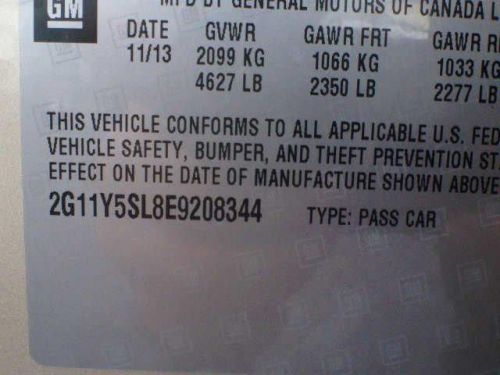 GM
MFD BY GENERAL MOTORS OF CANADA L
DATE GVWR GAWR FRT GAWR R
11/13 2099 KG 1066 KG 1033 KG
4627 LB 2350 LB 2277 LB
THIS VEHICLE CONFORMS TO ALL APPLICABLE U.S. FED
VEHICLE SAFETY, BUMPER, AND THEFT PREVENTION ST
EFFECT ON THE DATE OF MANUFACTURE SHOWN ABOVE
2G11Y5SL8E9208344 TYPE: PASS CAR